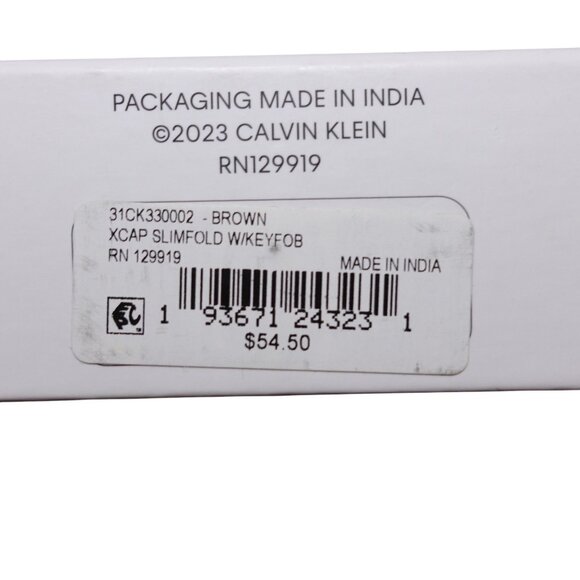 PACKAGING MADE IN INDIA
©2023 CALVIN KLEIN
RN129919
31CK330002 - BROWN
XCAP SLIMFOLD W/KEYFOB
RN 129919
MADE IN INDIA
1 93671 24323 1
$54.50